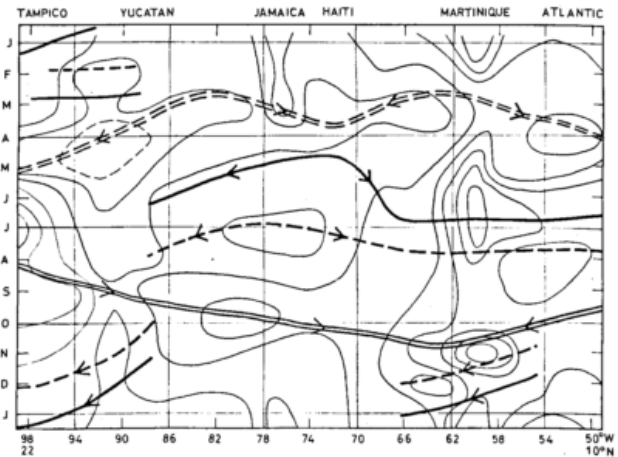 TAMPICO YUCATAN JAMAICA HAITI MARTINIQUE ATLANTIC
J
F
M
A
M
J
J
A
S
O
N
D
J
98 94 90 86 82 78 74 70 66 62 58 54 50°W
22 10°N